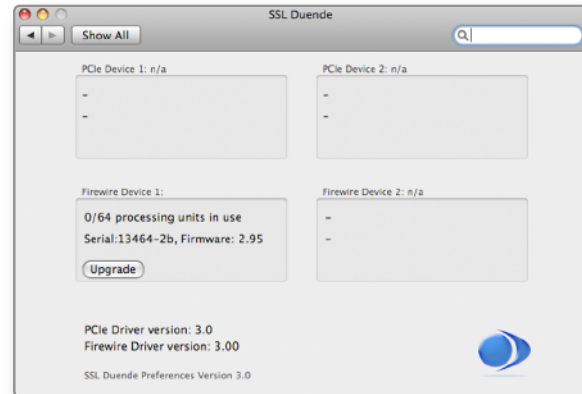 SSL Duende
Show All
PCIe Device 1: n/a
-
-
PCIe Device 2: n/a
-
-
Firewire Device 1:
0/64 processing units in use
Serial:13464-2b, Firmware: 2.95
Upgrade
Firewire Device 2: n/a
-
-
PCIe Driver version: 3.0
Firewire Driver version: 3.00
SSL Duende Preferences Version 3.0